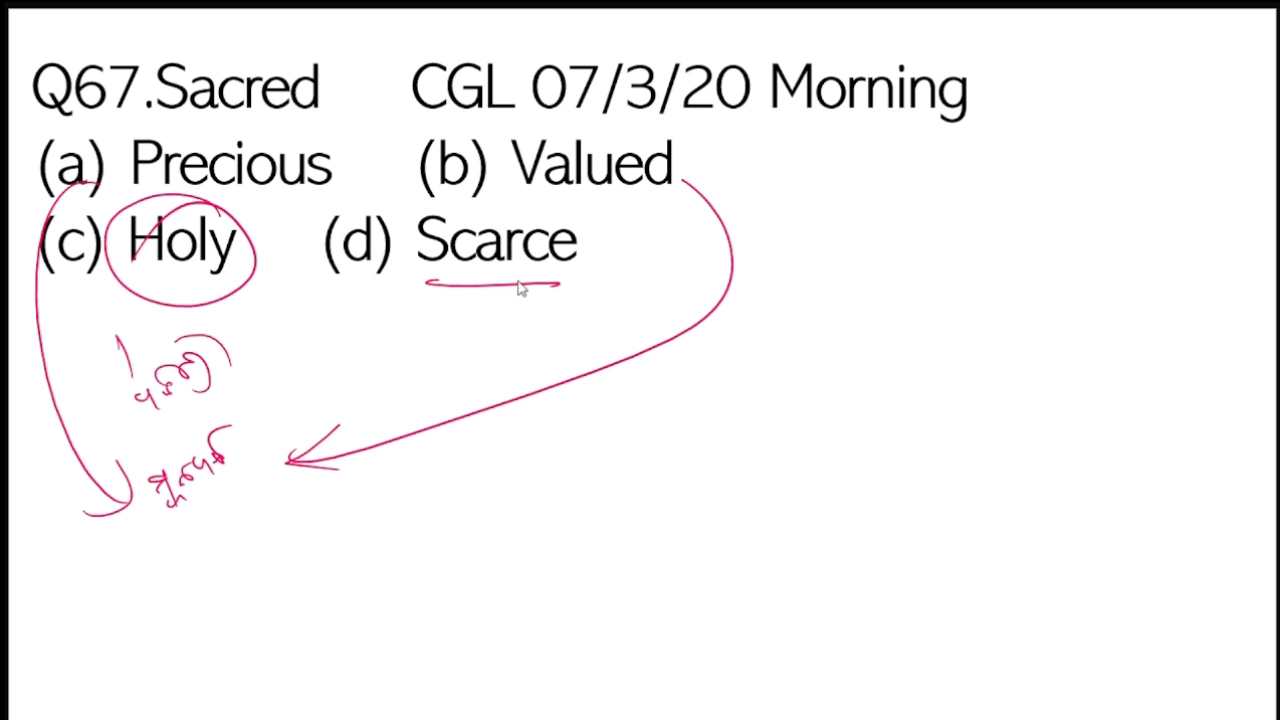 Q67.Sacred CGL 07/3/20 Morning
(a) Precious (b) Valued
(c) Holy (d) Scarce